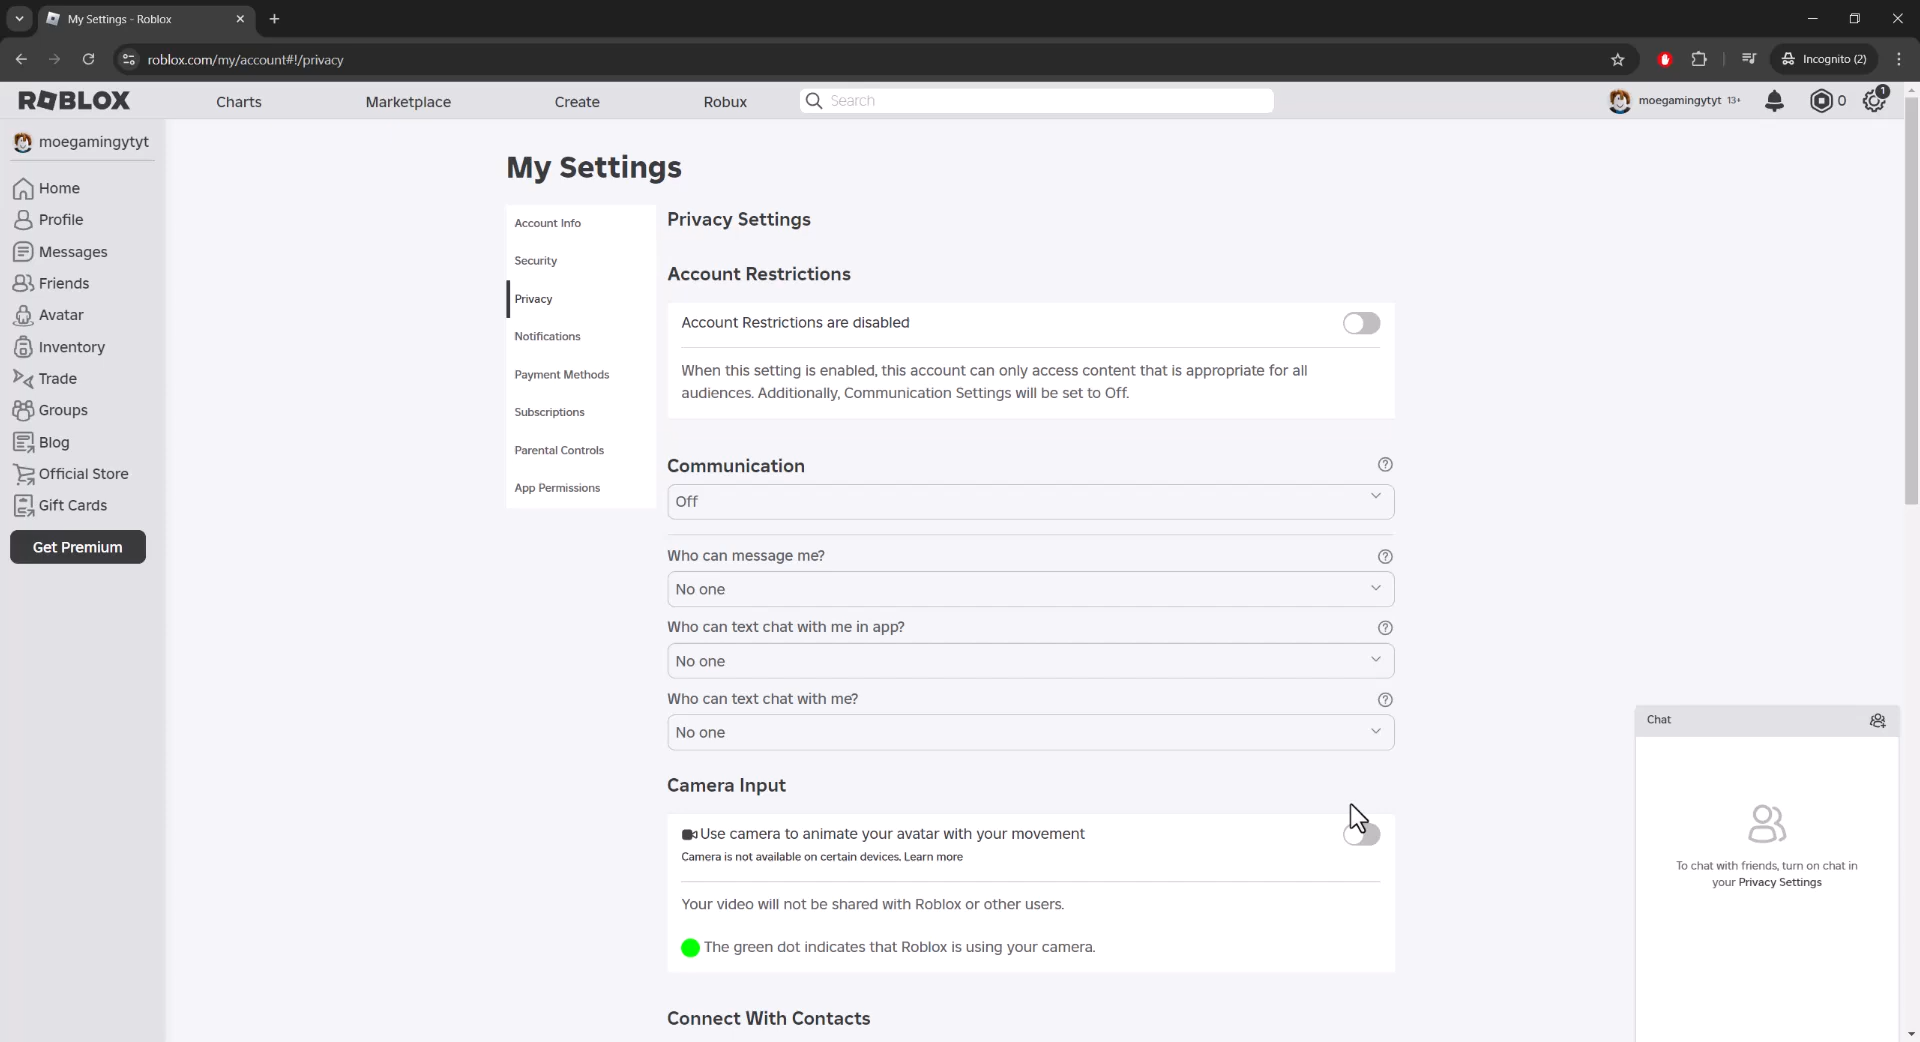 My Settings - Roblox
roblox.com/my/account#!/privacy
Incognito (2)
ROBLOX
Charts
Marketplace
Create
Robux
Search
moegamingytyt 13+
0
1
moegamingytyt
Home
Profile
Messages
Friends
Avatar
Inventory
Trade
Groups
Blog
Official Store
Gift Cards
Get Premium
My Settings
Account Info
Security
Privacy
Notifications
Payment Methods
Subscriptions
Parental Controls
App Permissions
Privacy Settings
Account Restrictions
Account Restrictions are disabled
When this setting is enabled, this account can only access content that is appropriate for all
audiences. Additionally, Communication Settings will be set to Off.
Communication
Off
Who can message me?
No one
Who can text chat with me in app?
No one
Who can text chat with me?
No one
Camera Input
Use camera to animate your avatar with your movement
Camera is not available on certain devices. Learn more
Your video will not be shared with Roblox or other users.
The green dot indicates that Roblox is using your camera.
Connect With Contacts
Chat
To chat with friends, turn on chat in
your Privacy Settings